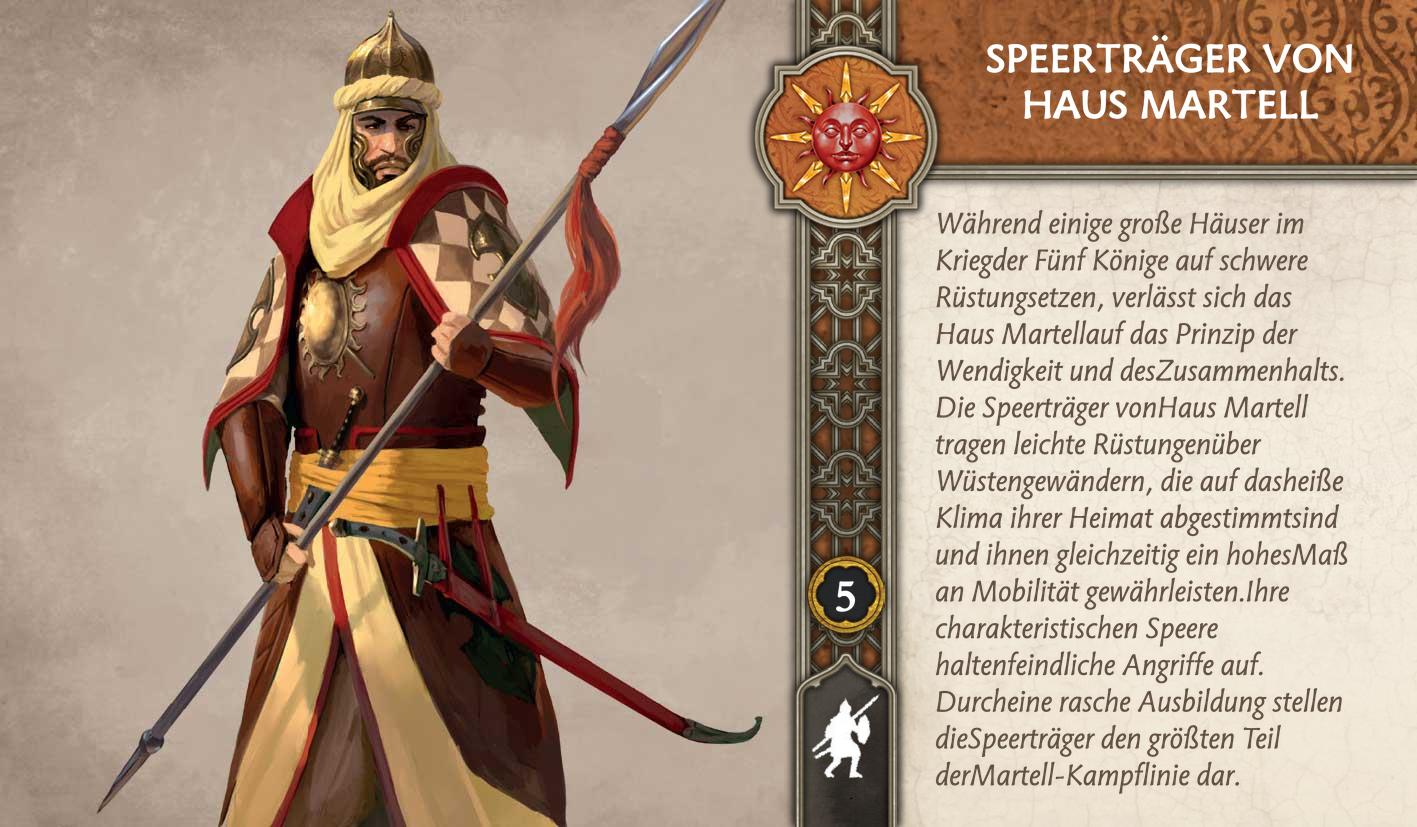 SPEERTRÄGER VON
HAUS MARTELL
Während einige große Häuser im
Kriegder Fünf Könige auf schwere
Rüstungsetzen, verlässt sich das
Haus Martellauf das Prinzip der
Wendigkeit und desZusammenhalts.
Die Speerträger vonHaus Martell
tragen leichte Rüstungenüber
Wüstengewändern, die auf dasheiße
Klima ihrer Heimat abgestimmtsind
und ihnen gleichzeitig ein hohesMaß
an Mobilität gewährleisten.Ihre
charakteristischen Speere
haltenfeindliche Angriffe auf.
Durcheine rasche Ausbildung stellen
dieSpeerträger den größten Teil
derMartell-Kampflinie dar.
5